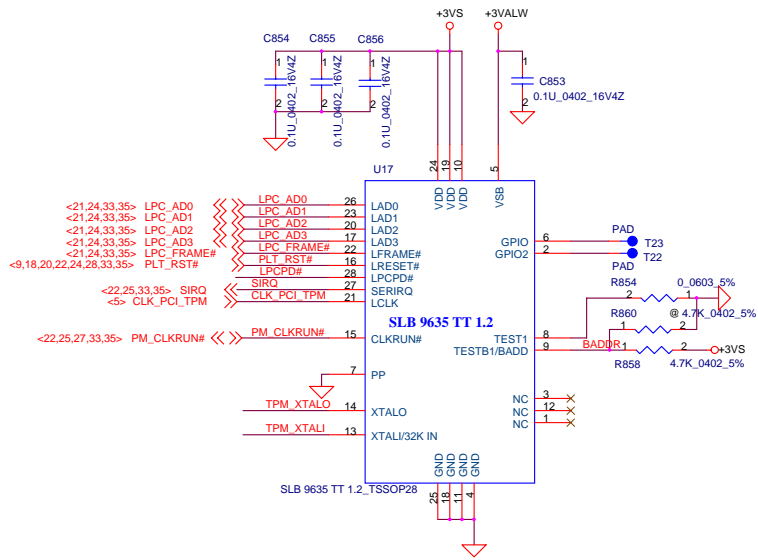 +3VS
+3VALW
C854
C855
C856
1
1
1
1
2
2
2
2
0.1U_0402_16V4Z
0.1U_0402_16V4Z
0.1U_0402_16V4Z
C853
0.1U_0402_16V4Z
U17
24
19
10
5
VDD
VDD
VDD
VSB
<21,24,33,35> LPC_AD0 LPC_AD0 26 LAD0
<21,24,33,35> LPC_AD1 LPC_AD1 23 LAD1
<21,24,33,35> LPC_AD2 LPC_AD2 20 LAD2
<21,24,33,35> LPC_AD3 LPC_AD3 17 LAD3
<21,24,33,35> LPC_FRAME# LPC_FRAME# 22 LFRAME#
<9,18,20,22,24,28,33,35> PLT_RST# PLT_RST# 16 LRESET#
LPCPD# 28 LPCPD#
<22,25,33,35> SIRQ SIRQ 27 SERIRQ
<5> CLK_PCI_TPM CLK_PCI_TPM 21 LCLK
GPIO 6 PAD T23
GPIO2 2 T22
PAD
R854
2 1 0_0603_5%
R860 @ 4.7K_0402_5%
1 2
SLB 9635 TT 1.2
<22,25,27,33,35> PM_CLKRUN# PM_CLKRUN# 15 CLKRUN#
TEST1 8
TESTB1/BADD 9 BADDR 1 2 +3VS
R858 4.7K_0402_5%
7 PP
NC 3
NC 12
NC 1
TPM_XTALO 14 XTALO
TPM_XTALI 13 XTALI/32K IN
GND
GND
GND
GND
25
18
11
4
SLB 9635 TT 1.2_TSSOP28